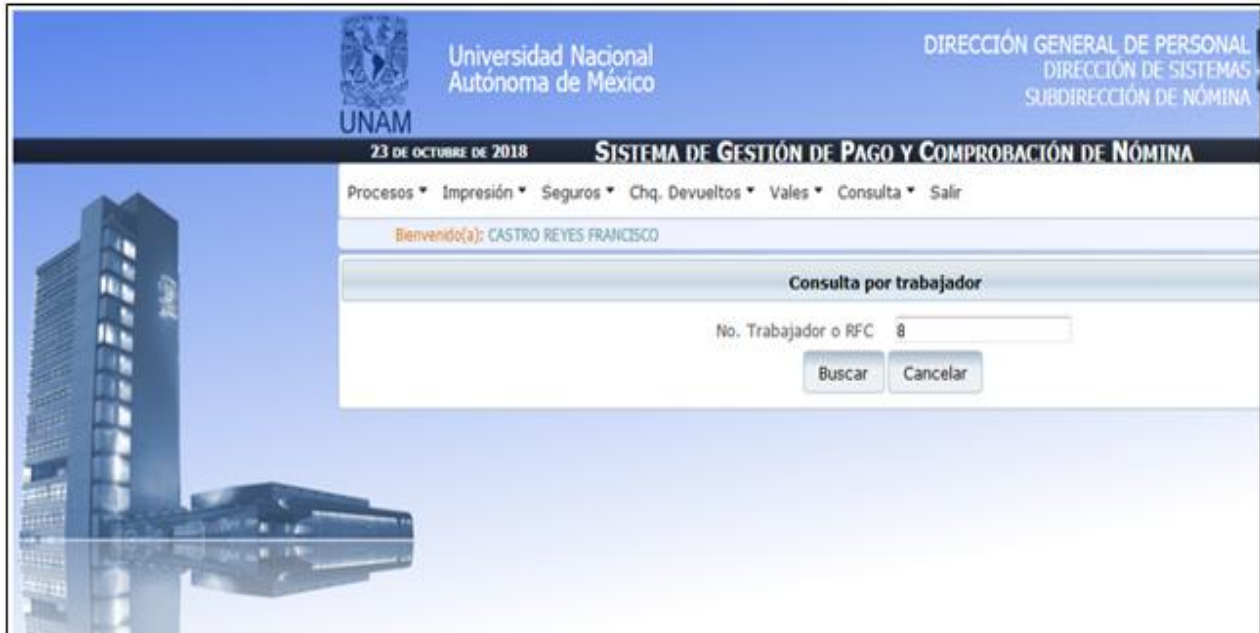 Universidad Nacional
Autónoma de México
UNAM
DIRECCIÓN GENERAL DE PERSONAL
DIRECCIÓN DE SISTEMAS
SUBDIRECCIÓN DE NÓMINA
23 DE OCTUBRE DE 2018 SISTEMA DE GESTIÓN DE PAGO Y COMPROBACIÓN DE NÓMINA
Procesos Impresión Seguros Chq. Devueltos Vales Consulta Salir
Bienvenido(a): CASTRO REYES FRANCISCO
Consulta por trabajador
No. Trabajador o RFC 8
Buscar Cancelar